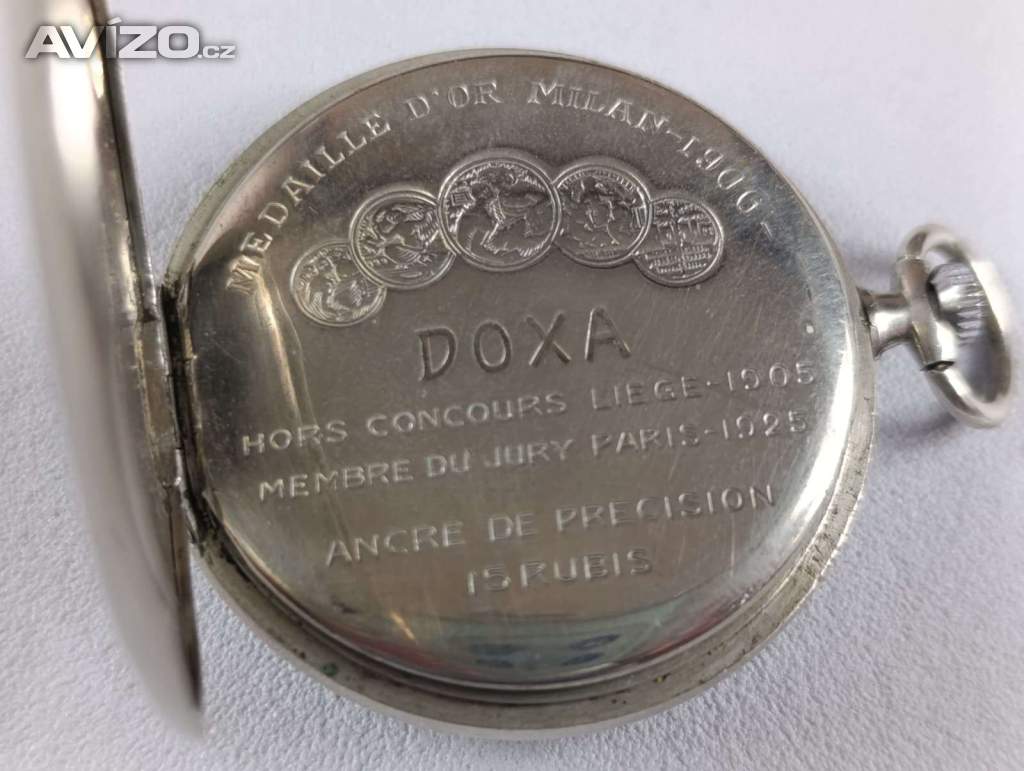 AVÍZO.cz
MEDAILLE D'OR MILAN-1906-
DOXA
HORS CONCOURS LIEGE-1905
MEMBRE DU JURY PARIS-1925
ANCRE DE PRECISION
15 RUBIS